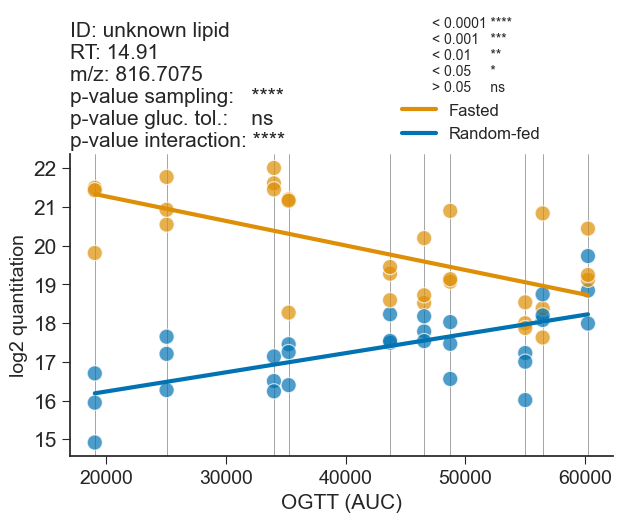 ID: unknown lipid
RT: 14.91
m/z: 816.7075
p-value sampling: ****
p-value gluc. tol.: ns
p-value interaction: ****
< 0.0001 ****
< 0.001 ***
< 0.01 **
< 0.05 *
> 0.05 ns
Fasted
Random-fed
log2 quantitation
22
21
20
19
18
17
16
15
20000 30000 40000 50000 60000
OGTT (AUC)